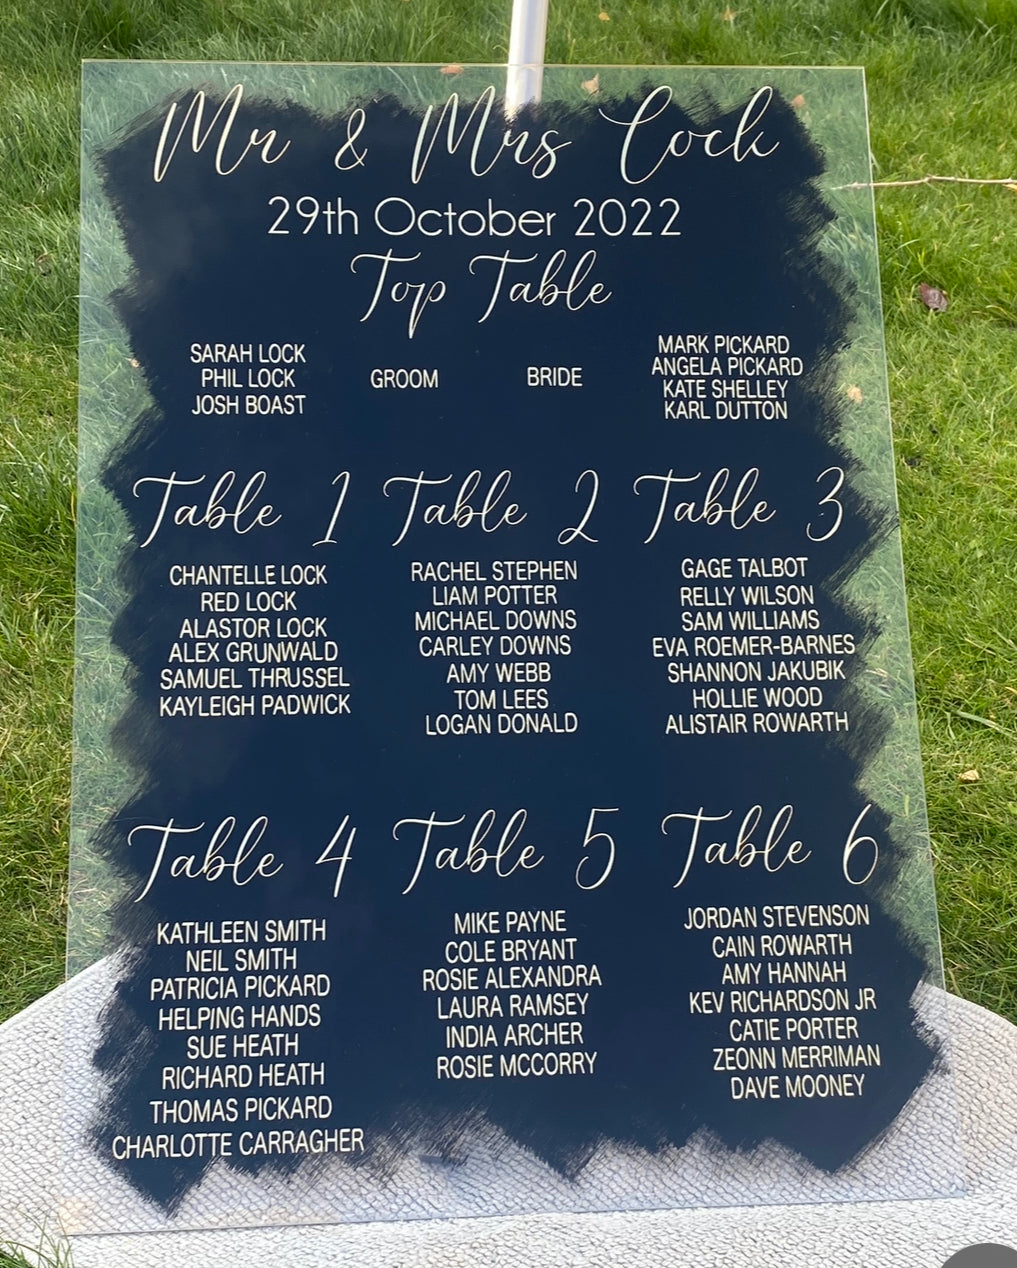 Mr & Mrs Lock
29th October 2022
Top Table
SARAH LOCK
PHIL LOCK
JOSH BOAST
GROOM
BRIDE
MARK PICKARD
ANGELA PICKARD
KATE SHELLEY
KARL DUTTON
Table 1
CHANTELLE LOCK
RED LOCK
ALASTOR LOCK
ALEX GRUNWALD
SAMUEL THRUSSEL
KAYLEIGH PADWICK
Table 2
RACHEL STEPHEN
LIAM POTTER
MICHAEL DOWNS
CARLEY DOWNS
AMY WEBB
TOM LEES
LOGAN DONALD
Table 3
GAGE TALBOT
RELLY WILSON
SAM WILLIAMS
EVA ROEMER-BARNES
SHANNON JAKUBIK
HOLLIE WOOD
ALISTAIR ROWARTH
Table 4
KATHLEEN SMITH
NEIL SMITH
PATRICIA PICKARD
HELPING HANDS
SUE HEATH
RICHARD HEATH
THOMAS PICKARD
CHARLOTTE CARRAGHER
Table 5
MIKE PAYNE
COLE BRYANT
ROSIE ALEXANDRA
LAURA RAMSEY
INDIA ARCHER
ROSIE MCCORRY
Table 6
JORDAN STEVENSON
CAIN ROWARTH
AMY HANNAH
KEV RICHARDSON JR
CATIE PORTER
ZEONN MERRIMAN
DAVE MOONEY